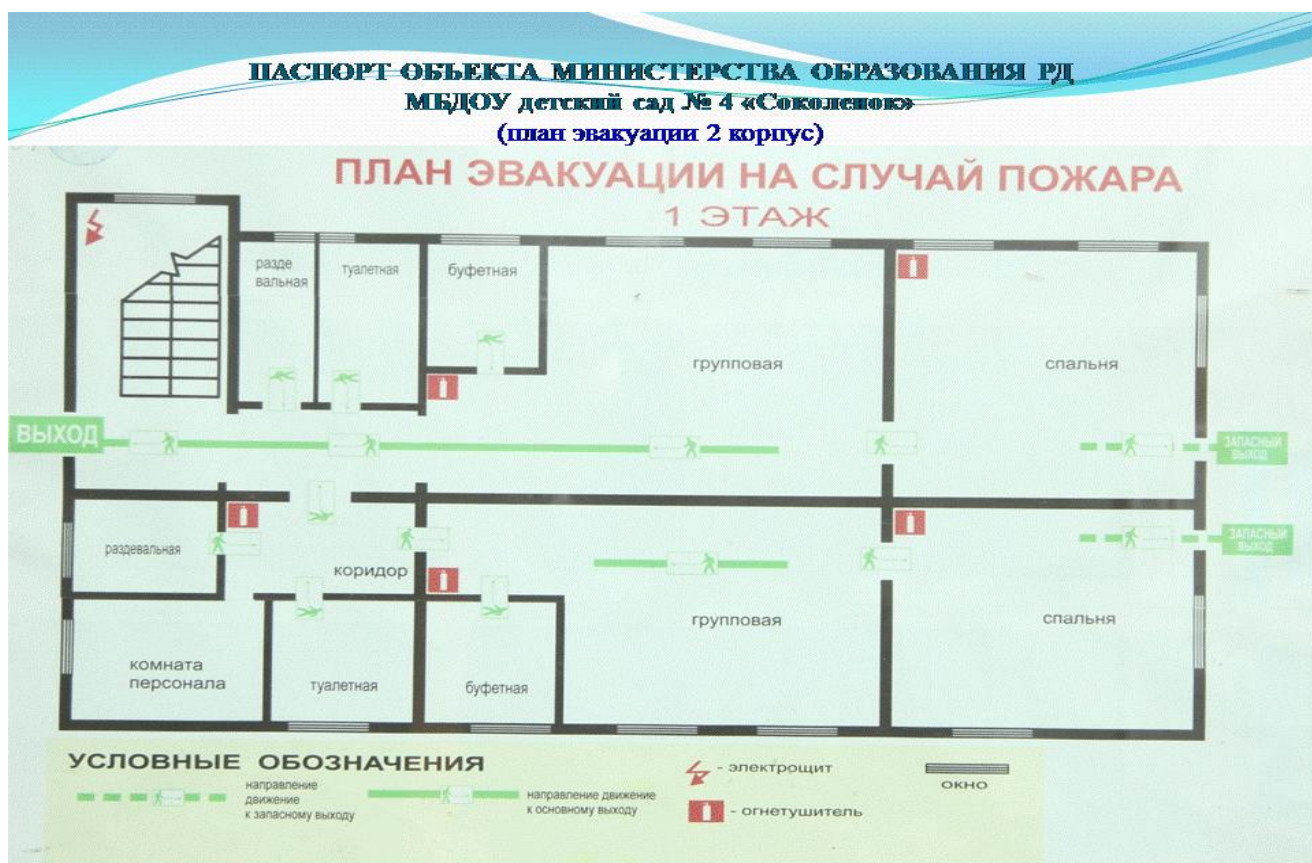 ПАСПОРТ ОБЪЕКТА МИНИСТЕРСТВА ОБРАЗОВАНИЯ РД
МБДОУ детский сад № 4 «Соколенок»
(план эвакуации 2 корпус)
ПЛАН ЭВАКУАЦИИ НА СЛУЧАЙ ПОЖАРА
1 ЭТАЖ
разде
вальная
туалетная
буфетная
групповая
спальня
ВЫХОД
ЗАПАСНЫЙ
ВЫХОД
раздевальная
коридор
ЗАПАСНЫЙ
ВЫХОД
групповая
спальня
комната
персонала
туалетная
буфетная
УСЛОВНЫЕ ОБОЗНАЧЕНИЯ
направление
движение
к запасному выходу
направление движение
к основному выходу
- электрощит
- огнетушитель
ОКНО